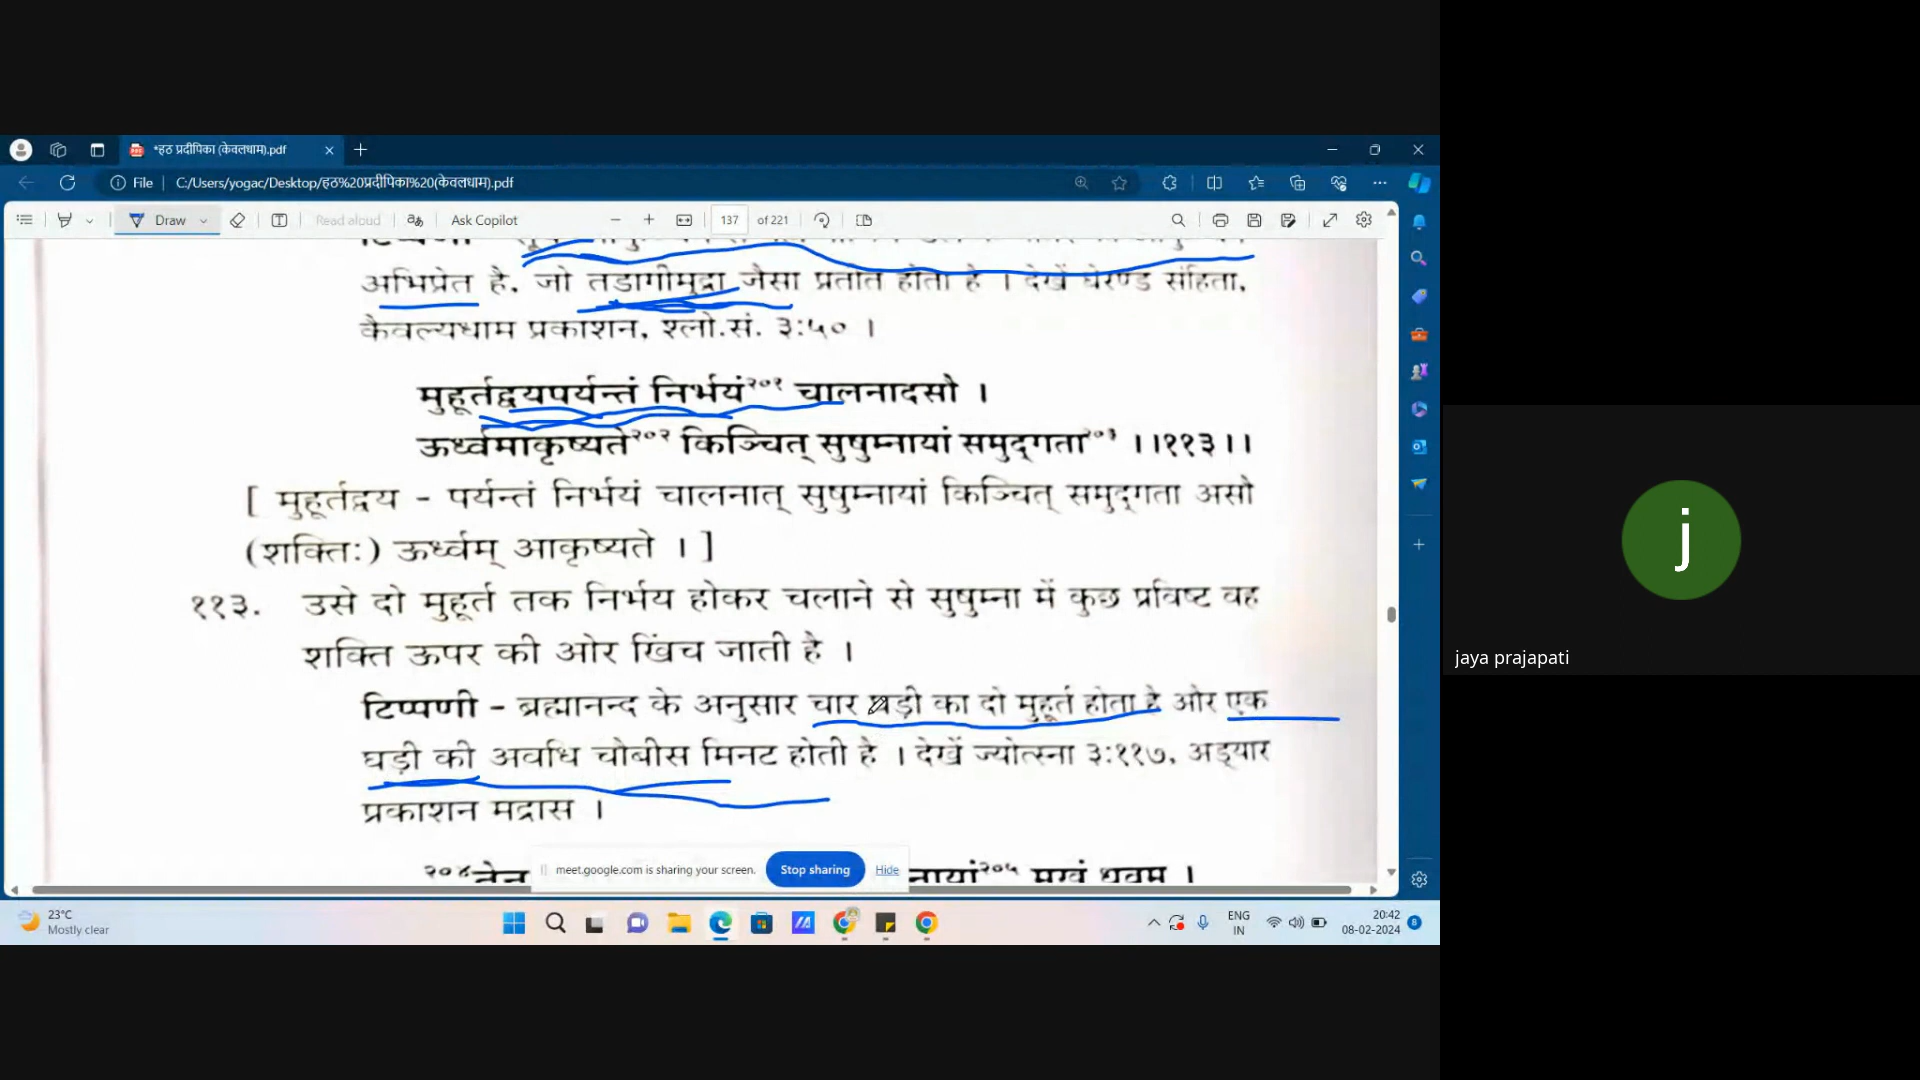 *हठ प्रदीपिका (केवलधाम).pdf
File
C:/Users/yogac/Desktop/हठ%20प्रदीपिका%20(केवलधाम).pdf
Draw
Read aloud
Ask Copilot
137 of 221
टिप्पणी
अभिप्रेत है, जो तडागीमुद्रा जैसा प्रतीत होता है । देखें घेरण्ड संहिता,
कैवल्यधाम प्रकाशन, श्लो.सं. ३:५० ।
मुहूर्तद्वयपर्यन्तं निर्भयं२०१ चालनादसौ ।
ऊर्ध्वमाकृष्यते२०२ किञ्चित् सुषुम्नायां समुद्‌गता२०३ ।।११३।।
[ मुहूर्तद्वय - पर्यन्तं निर्भयं चालनात् सुषुम्नायां किञ्चित् समुद्‌गता असौ
(शक्तिः) ऊर्ध्वम् आकृष्यते । ]
११३. उसे दो मुहूर्त तक निर्भय होकर चलाने से सुषुम्ना में कुछ प्रविष्ट वह
शक्ति ऊपर की ओर खिंच जाती है ।
टिप्पणी - ब्रह्मानन्द के अनुसार चार घड़ी का दो मुहूर्त होता है ओर एक
घड़ी की अवधि चोबीस मिनट होती है । देखें ज्योत्स्ना ३:११७, अड्यार
प्रकाशन मद्रास ।
२०४
२०५
meet.google.com is sharing your screen.
Stop sharing
Hide
23°C
Mostly clear
ENG
IN
20:42
08-02-2024
8
j
jaya prajapati